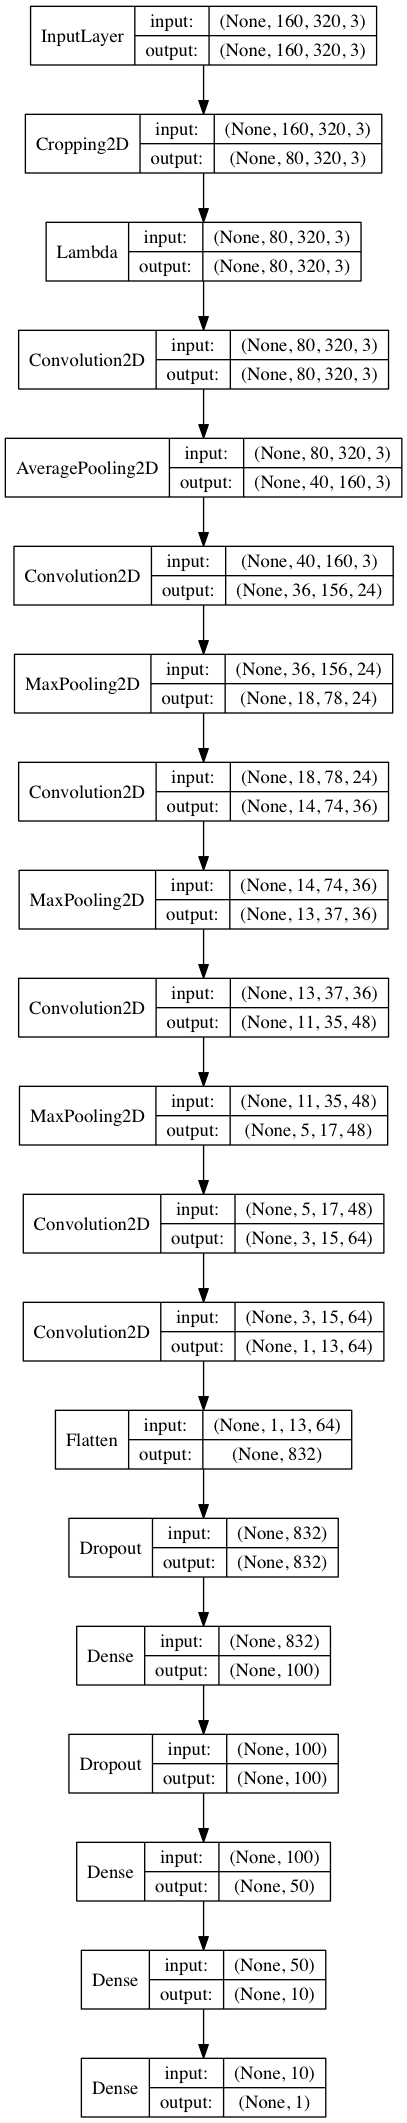 InputLayer input: (None, 160, 320, 3)
output: (None, 160, 320, 3)
Cropping2D input: (None, 160, 320, 3)
output: (None, 80, 320, 3)
Lambda input: (None, 80, 320, 3)
output: (None, 80, 320, 3)
Convolution2D input: (None, 80, 320, 3)
output: (None, 80, 320, 3)
AveragePooling2D input: (None, 80, 320, 3)
output: (None, 40, 160, 3)
Convolution2D input: (None, 40, 160, 3)
output: (None, 36, 156, 24)
MaxPooling2D input: (None, 36, 156, 24)
output: (None, 18, 78, 24)
Convolution2D input: (None, 18, 78, 24)
output: (None, 14, 74, 36)
MaxPooling2D input: (None, 14, 74, 36)
output: (None, 13, 37, 36)
Convolution2D input: (None, 13, 37, 36)
output: (None, 11, 35, 48)
MaxPooling2D input: (None, 11, 35, 48)
output: (None, 5, 17, 48)
Convolution2D input: (None, 5, 17, 48)
output: (None, 3, 15, 64)
Convolution2D input: (None, 3, 15, 64)
output: (None, 1, 13, 64)
Flatten input: (None, 1, 13, 64)
output: (None, 832)
Dropout input: (None, 832)
output: (None, 832)
Dense input: (None, 832)
output: (None, 100)
Dropout input: (None, 100)
output: (None, 100)
Dense input: (None, 100)
output: (None, 50)
Dense input: (None, 50)
output: (None, 10)
Dense input: (None, 10)
output: (None, 1)